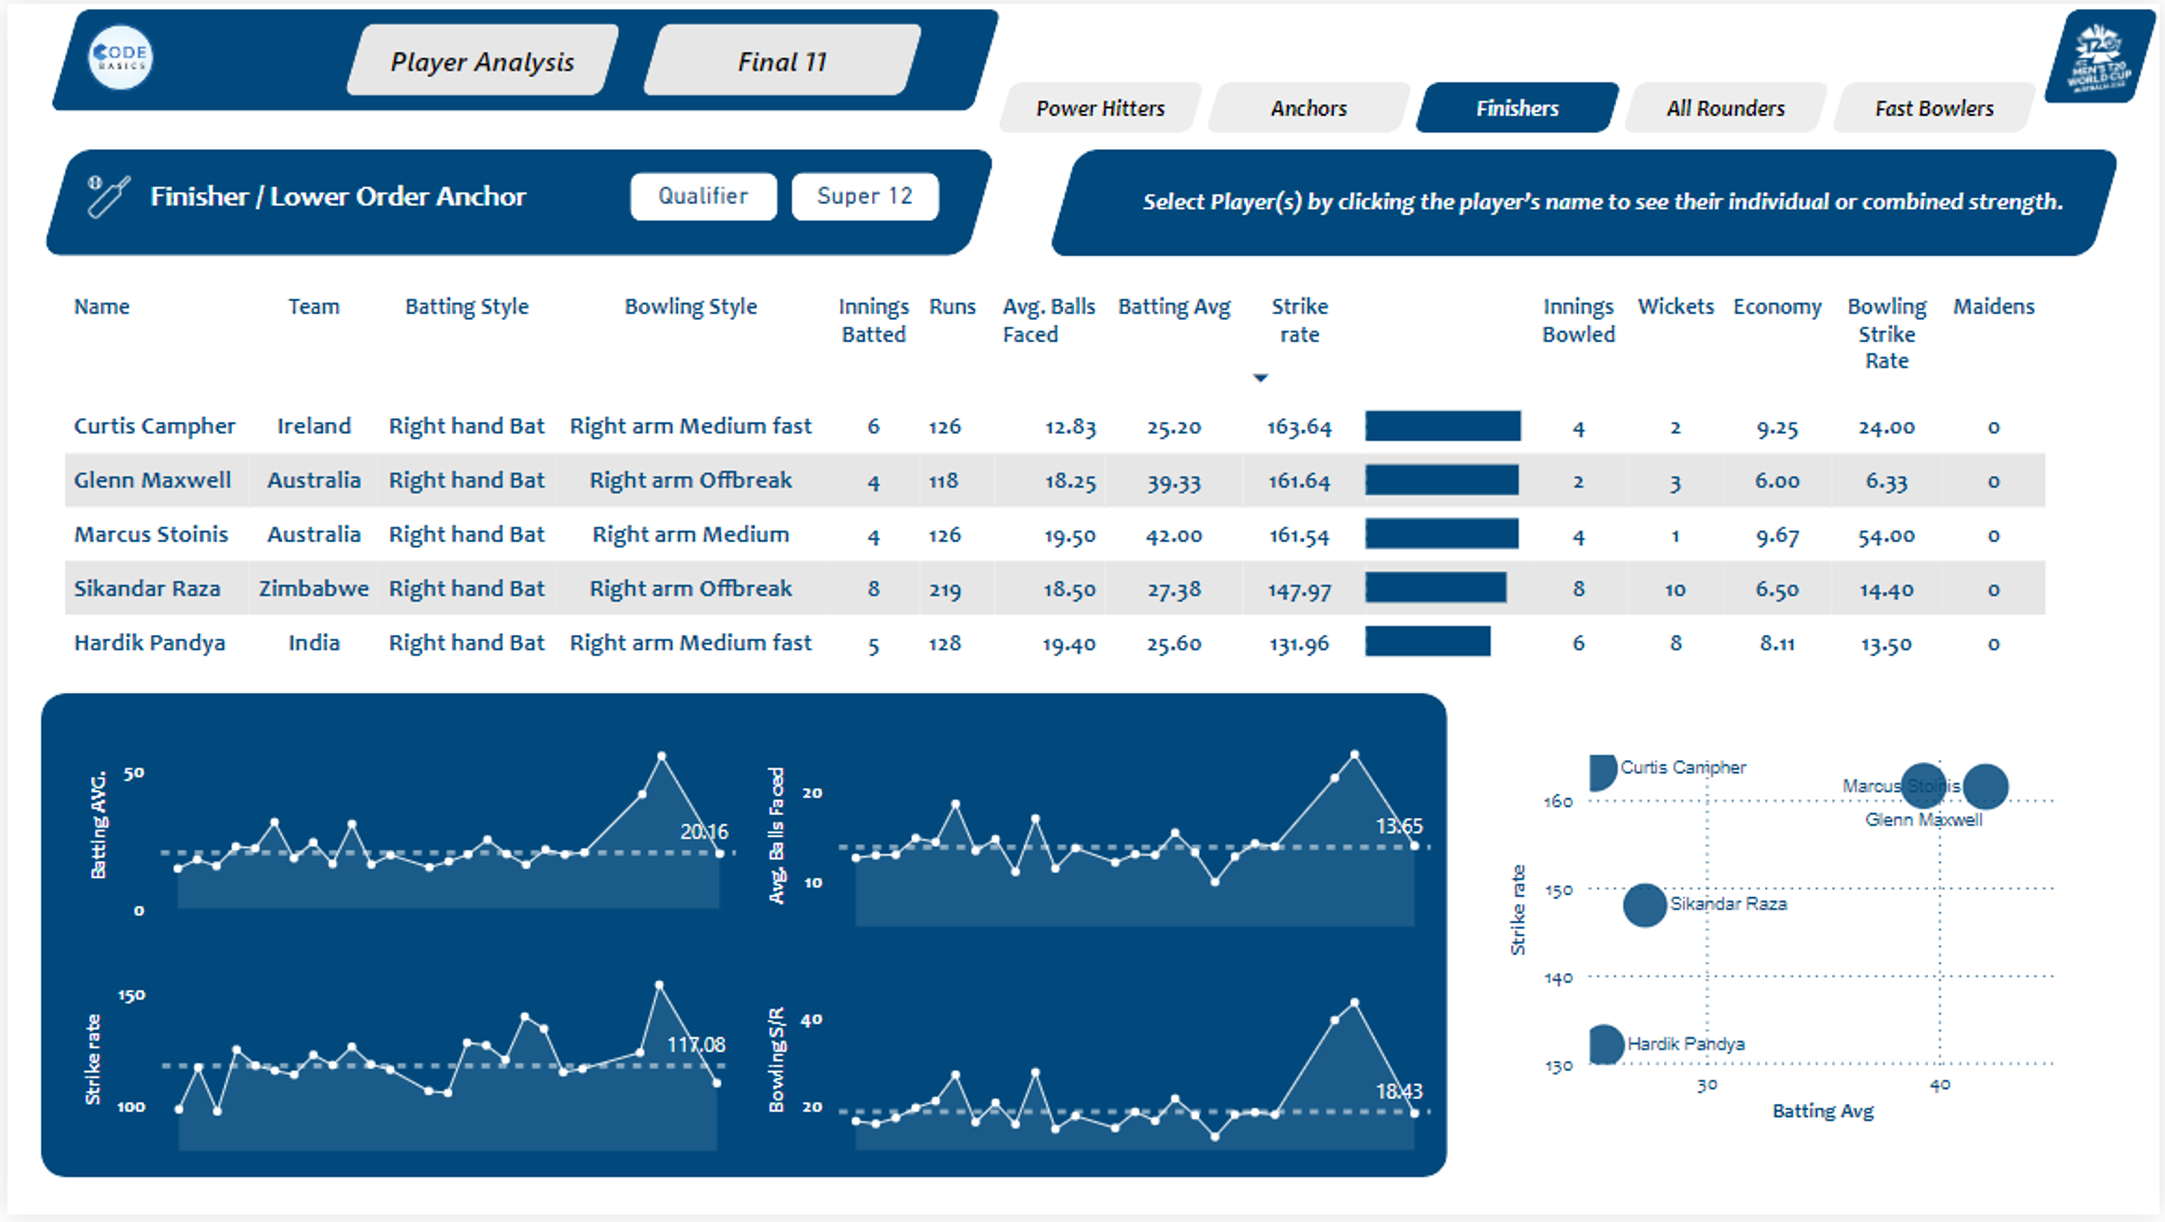 CODE
BASICS
Player Analysis
Final 11
T20
MEN'S T20
WORLD CUP
Power Hitters
Anchors
Finishers
All Rounders
Fast Bowlers
Finisher / Lower Order Anchor
Qualifier
Super 12
Select Player(s) by clicking the player's name to see their individual or combined strength.
Name Team Batting Style Bowling Style Innings Batted Runs Avg. Balls Faced Batting Avg Strike rate Innings Bowled Wickets Economy Bowling Strike Rate Maidens
Curtis Campher Ireland Right hand Bat Right arm Medium fast 6 126 12.83 25.20 163.64 4 2 9.25 24.00 0
Glenn Maxwell Australia Right hand Bat Right arm Offbreak 4 118 18.25 39.33 161.64 2 3 6.00 6.33 0
Marcus Stoinis Australia Right hand Bat Right arm Medium 4 126 19.50 42.00 161.54 4 1 9.67 54.00 0
Sikandar Raza Zimbabwe Right hand Bat Right arm Offbreak 8 219 18.50 27.38 147.97 8 10 6.50 14.40 0
Hardik Pandya India Right hand Bat Right arm Medium fast 5 128 19.40 25.60 131.96 6 8 8.11 13.50 0
Batting AVG.
50
0
20.16
Avg. Balls Faced
20
10
13.65
Strike rate
150
100
117.08
Bowling S/R
40
20
18.43
Strike rate
160
150
140
130
Curtis Campher
Marcus Stoinis
Glenn Maxwell
Sikandar Raza
Hardik Pandya
30
40
Batting Avg